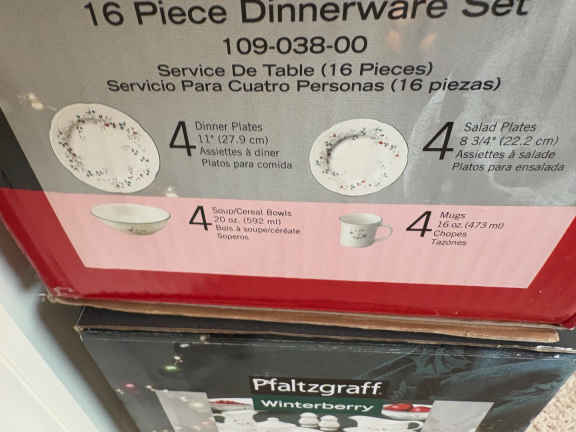 16 Piece Dinnerware Set
109-038-00
Service De Table (16 Pieces)
Servicio Para Cuatro Personas (16 piezas)
4
Dinner Plates
11" (27.9 cm)
Assiettes à dîner
Platos para comida
4
Salad Plates
8 3/4" (22.2 cm)
Assiettes à salade
Platos para ensalada
4
Soup/Cereal Bowls
20 oz. (592 ml)
Bols à soupe/céréale
Soperos
4
Mugs
16 oz. (473 ml)
Chopes
Tazónes
Pfaltzgraff
Winterberry